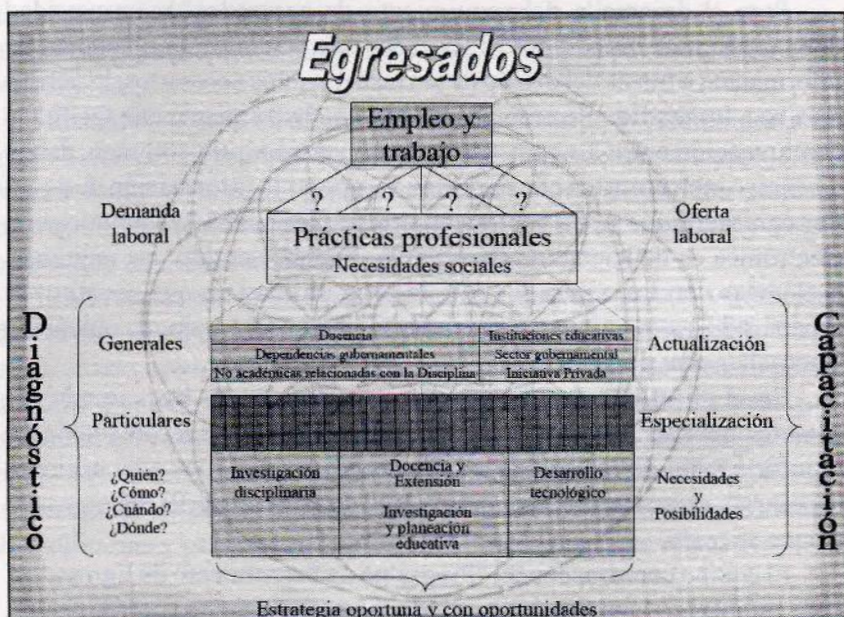 Egresados
Empleo y
trabajo
? ? ? ?
Demanda
laboral
Prácticas profesionales
Necesidades sociales
Oferta
laboral
Diagnóstico
Generales
Docencia
Instituciones educativas
Dependencias gubernamentales
Sector gubernamental
No académicas relacionadas con la Disciplina
Iniciativa Privada
Actualización
Particulares
Especialización
¿Quién?
¿Cómo?
¿Cuándo?
¿Dónde?
Investigación
disciplinaria
Docencia y
Extensión
Investigación
y planeación
educativa
Desarrollo
tecnológico
Necesidades
y
Posibilidades
Capacitación
Estrategia oportuna y con oportunidades